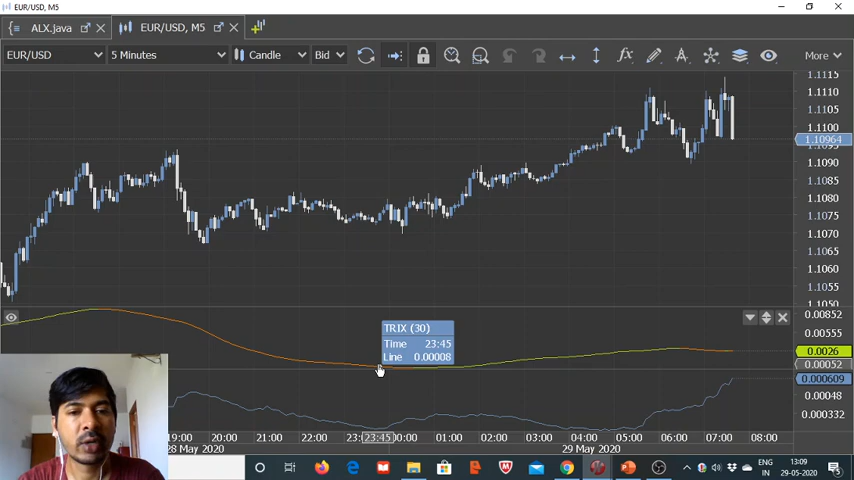 EUR/USD, M5
ALX.java
EUR/USD, M5
EUR/USD
5 Minutes
Candle
Bid
fx
More
1.1115
1.1110
1.1105
1.1100
1.10964
1.1090
1.1085
1.1080
1.1075
1.1070
1.1065
1.1060
1.1055
1.1050
TRIX (30)
Time 23:45
Line 0.00008
0.00852
0.00555
0.0026
0.00052
0.000609
0.00048
0.000332
19:00 20:00 21:00 22:00 23:45 00:00 01:00 02:00 03:00 04:00 05:00 06:00 07:00 08:00
28 May 2020 29 May 2020
ENG 13:09
IN 29-05-2020
5